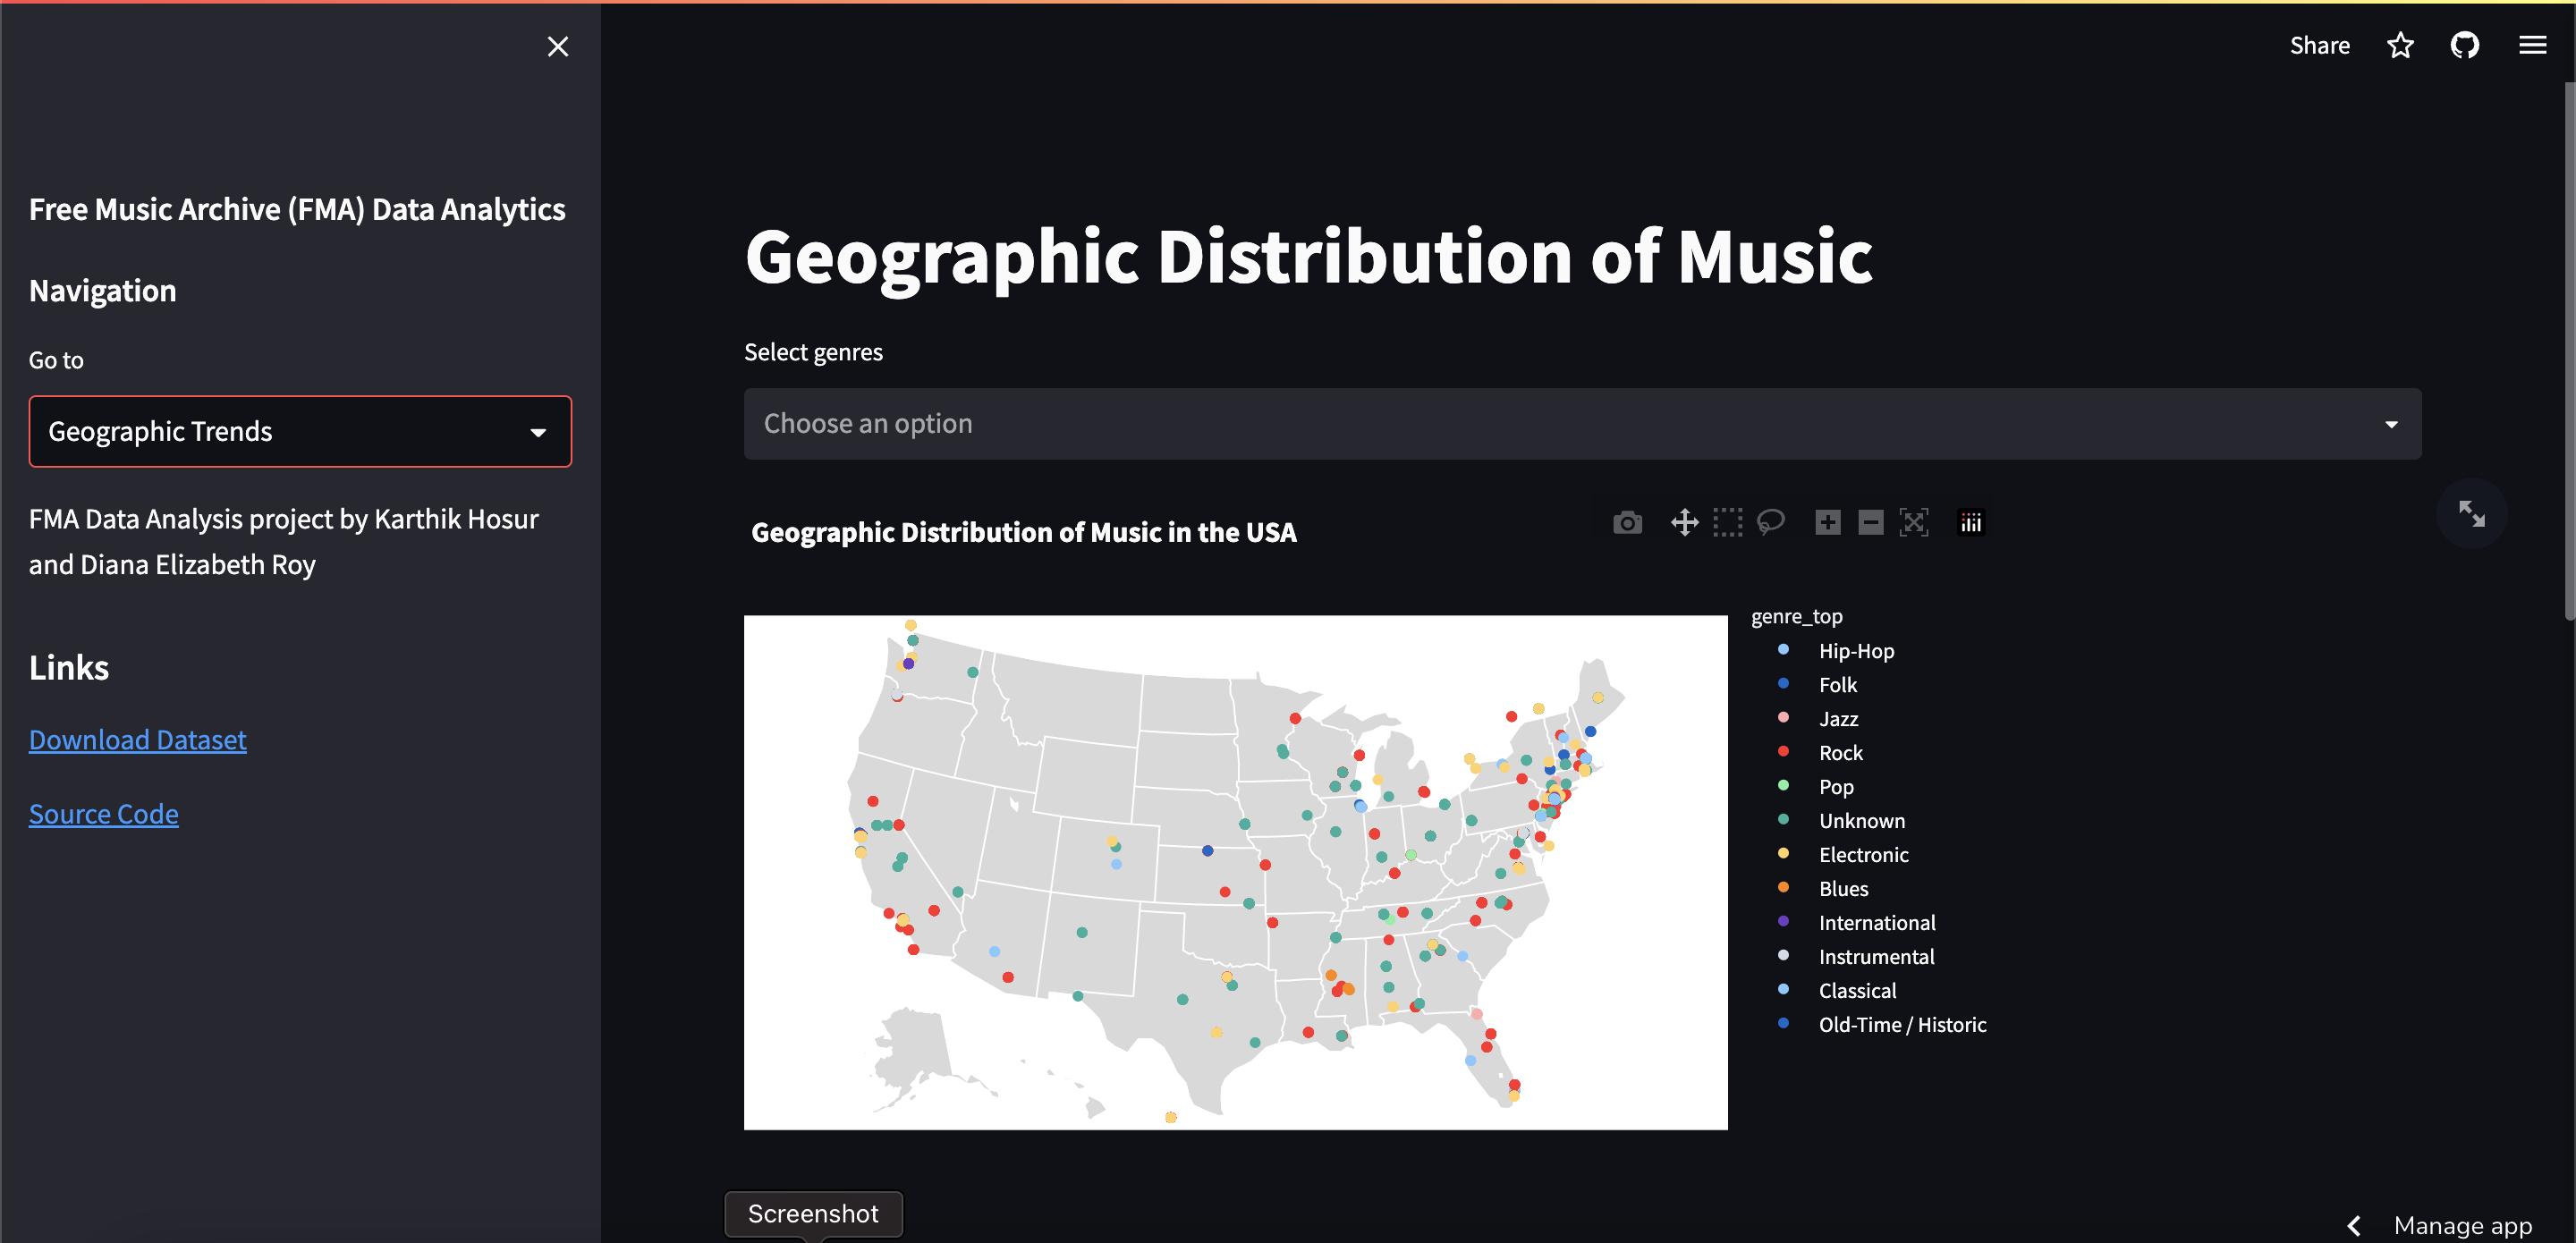 Share
Free Music Archive (FMA) Data Analytics
Navigation
Go to
Geographic Trends
FMA Data Analysis project by Karthik Hosur
and Diana Elizabeth Roy
Links
Download Dataset
Source Code
Geographic Distribution of Music
Select genres
Choose an option
Geographic Distribution of Music in the USA
genre_top
Hip-Hop
Folk
Jazz
Rock
Pop
Unknown
Electronic
Blues
International
Instrumental
Classical
Old-Time / Historic
Screenshot
Manage app